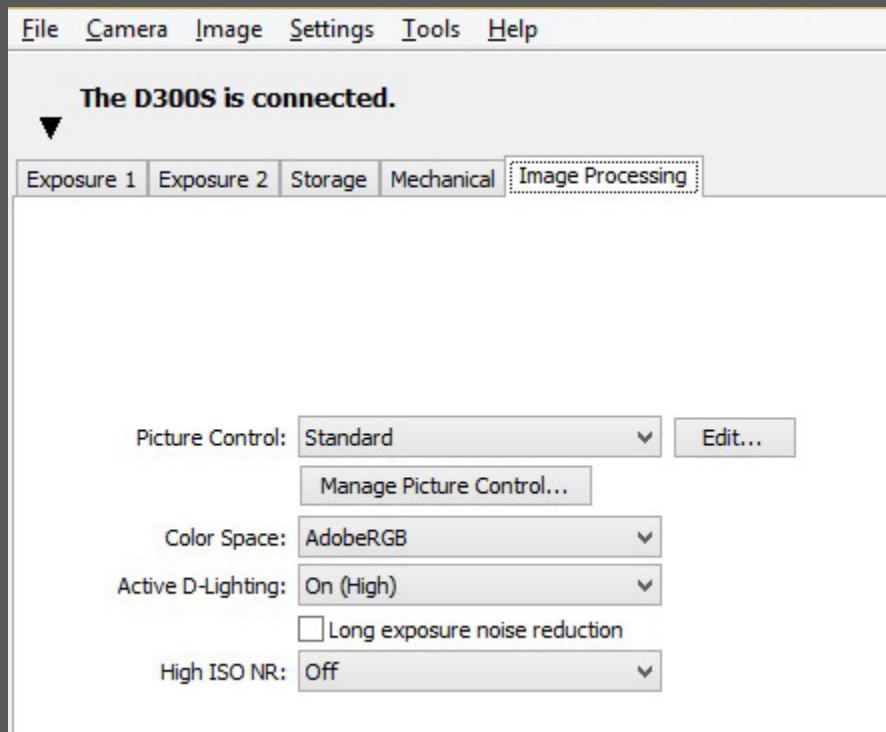 File Camera Image Settings Tools Help
The D300S is connected.
Exposure 1 Exposure 2 Storage Mechanical Image Processing
Picture Control: Standard Edit...
Manage Picture Control...
Color Space: AdobeRGB
Active D-Lighting: On (High)
Long exposure noise reduction
High ISO NR: Off